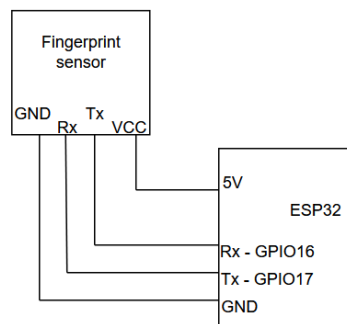 Fingerprint
sensor
GND
Rx
Tx
VCC
5V
ESP32
Rx - GPIO16
Tx - GPIO17
GND